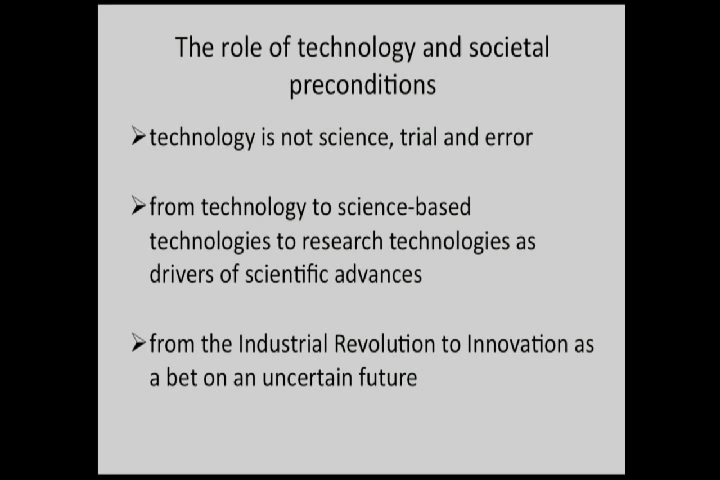 The role of technology and societal
preconditions
➢technology is not science, trial and error
➢from technology to science-based
technologies to research technologies as
drivers of scientific advances
➢from the Industrial Revolution to Innovation as
a bet on an uncertain future